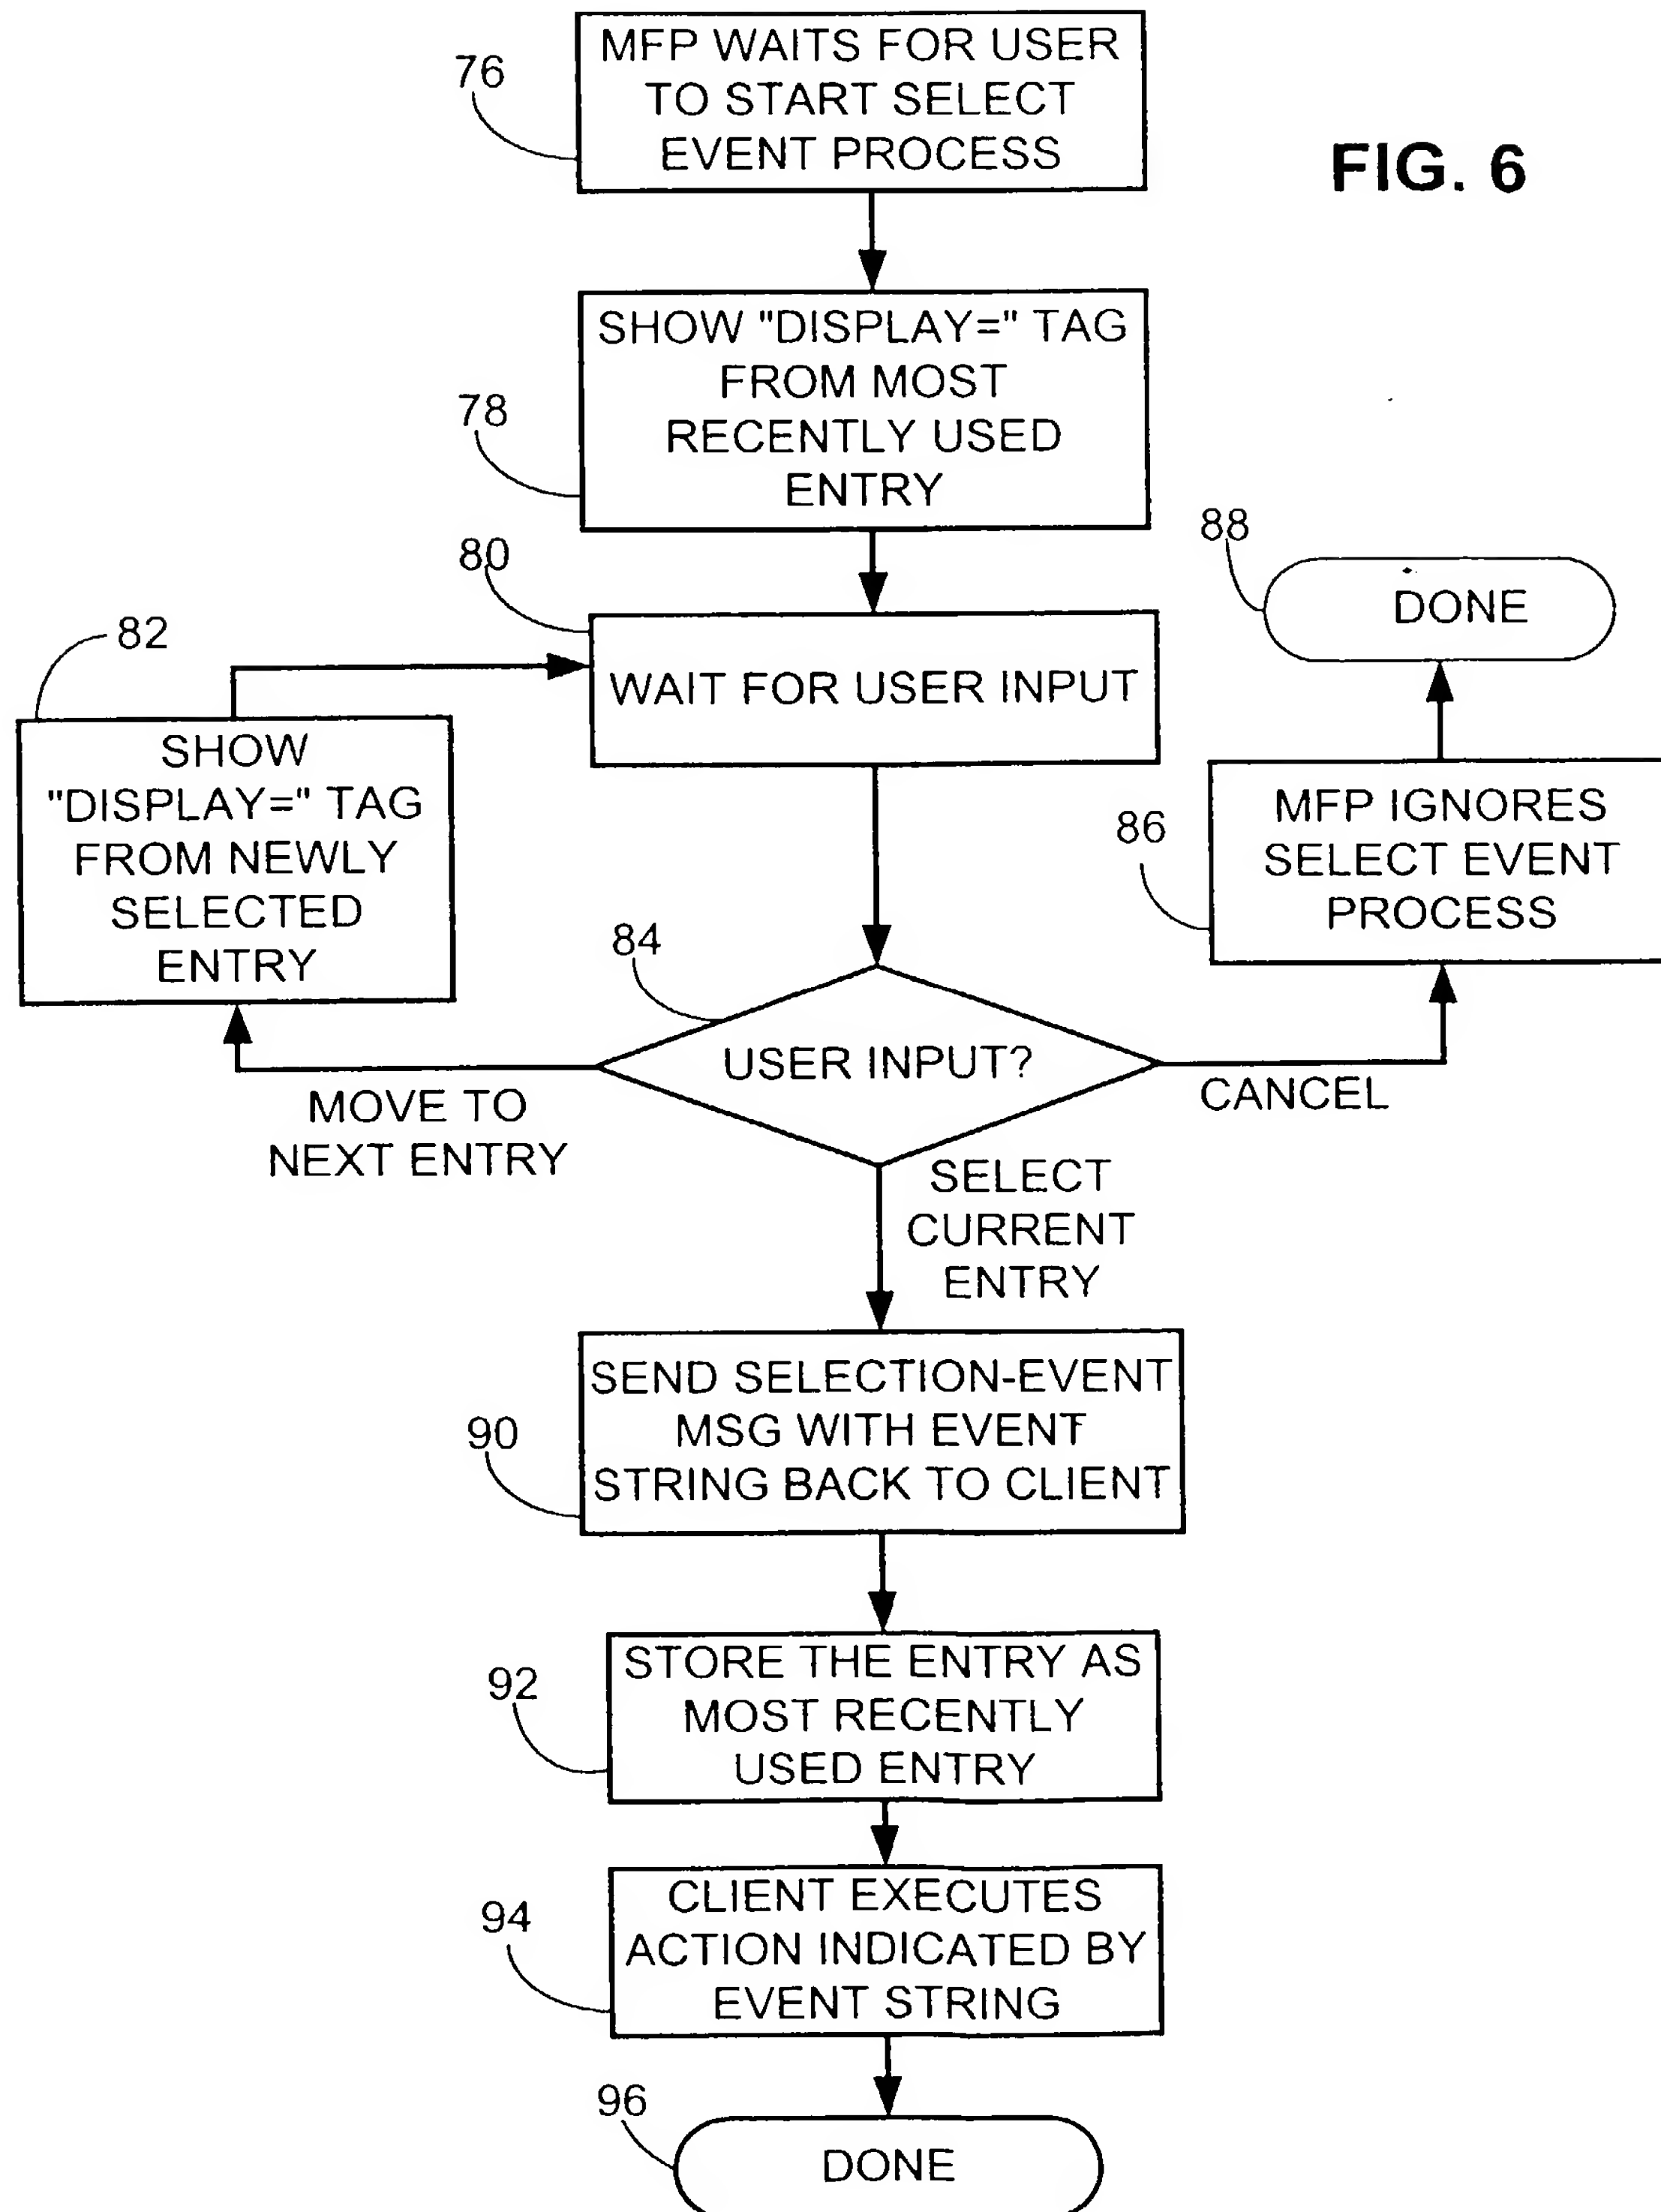 FIG. 6
76
MFP WAITS FOR USER
TO START SELECT
EVENT PROCESS
78
SHOW "DISPLAY=" TAG
FROM MOST
RECENTLY USED
ENTRY
80
WAIT FOR USER INPUT
82
SHOW
"DISPLAY=" TAG
FROM NEWLY
SELECTED
ENTRY
84
USER INPUT?
MOVE TO
NEXT ENTRY
CANCEL
86
MFP IGNORES
SELECT EVENT
PROCESS
88
DONE
SELECT
CURRENT
ENTRY
90
SEND SELECTION-EVENT
MSG WITH EVENT
STRING BACK TO CLIENT
92
STORE THE ENTRY AS
MOST RECENTLY
USED ENTRY
94
CLIENT EXECUTES
ACTION INDICATED BY
EVENT STRING
96
DONE